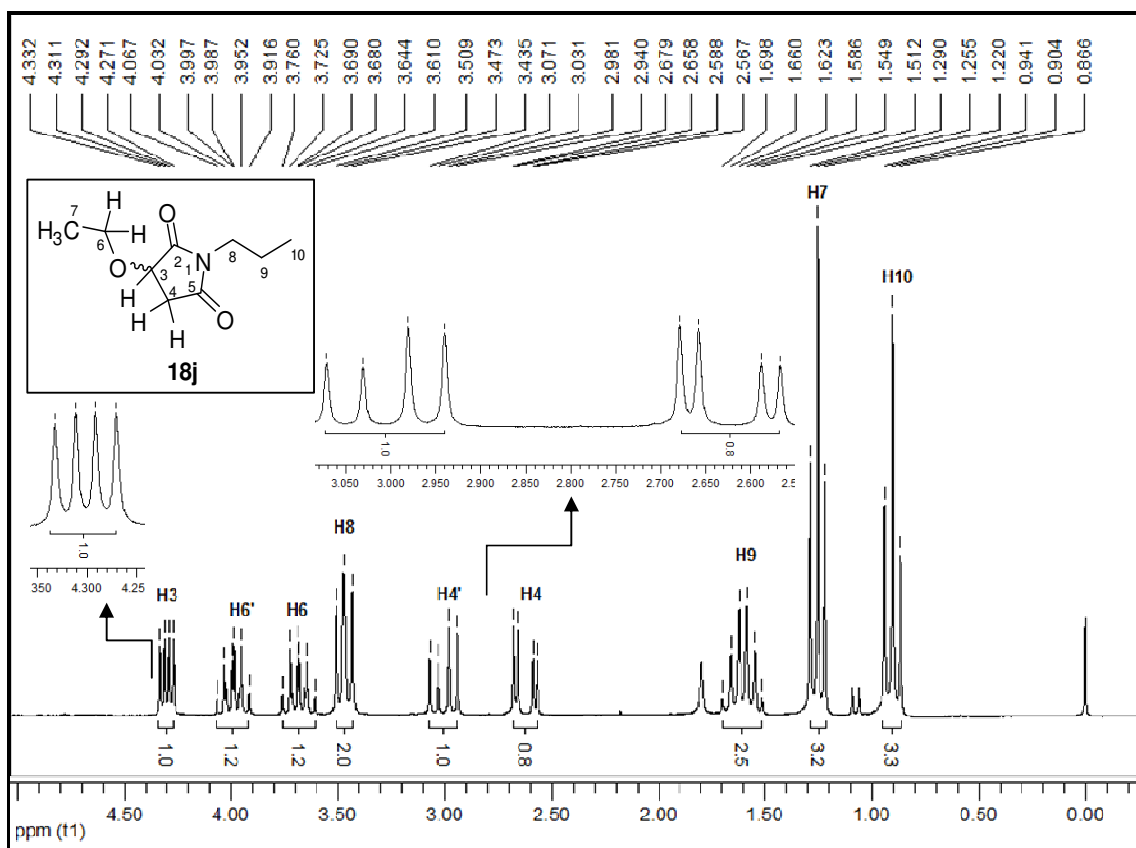 4.332 4.311 4.292 4.271 4.067 4.032 3.997 3.987 3.952 3.916 3.760 3.725 3.690 3.680 3.644 3.610 3.509 3.473 3.435 3.071 3.031 2.981 2.940 2.679 2.658 2.588 2.567 1.698 1.660 1.623 1.586 1.549 1.512 1.290 1.255 1.220 0.941 0.904 0.866
H7
H O
7
H3C 6 H 10
2 8
O N 1 9
3
H 4 5
H H O
18j
H10
1.0 0.8
3.050 3.000 2.950 2.900 2.850 2.800 2.750 2.700 2.650 2.600 2.5
1.0
350 4.300 4.25
H8 H9
H3 H6' H6 H4' H4
1.0 1.2 1.2 2.0 1.0 0.8 2.5 3.2 3.3
4.50 4.00 3.50 3.00 2.50 2.00 1.50 1.00 0.50 0.00
ppm (f1)